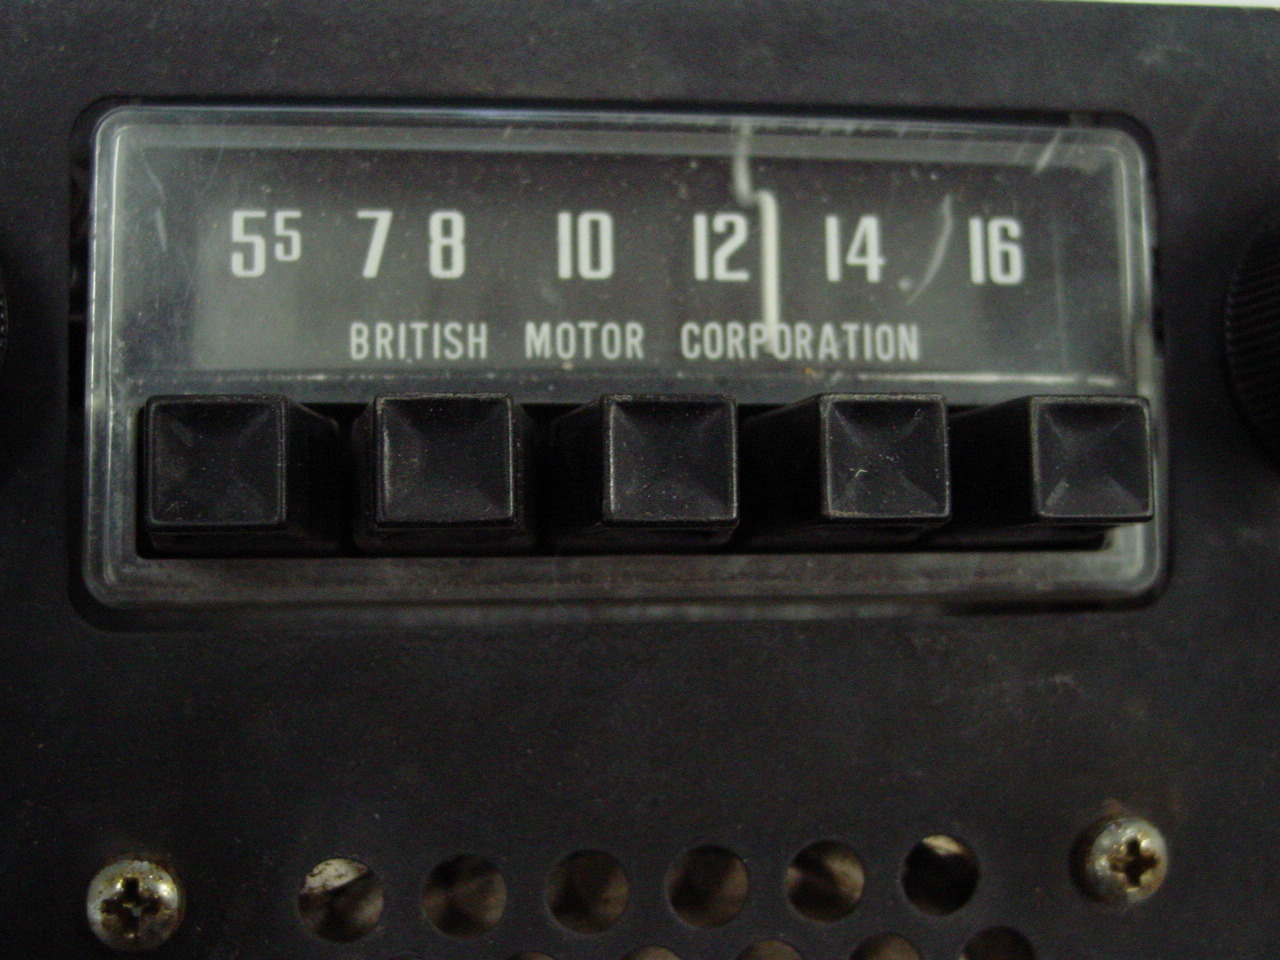 55 7 8 10 12 14 16
BRITISH MOTOR CORPORATION